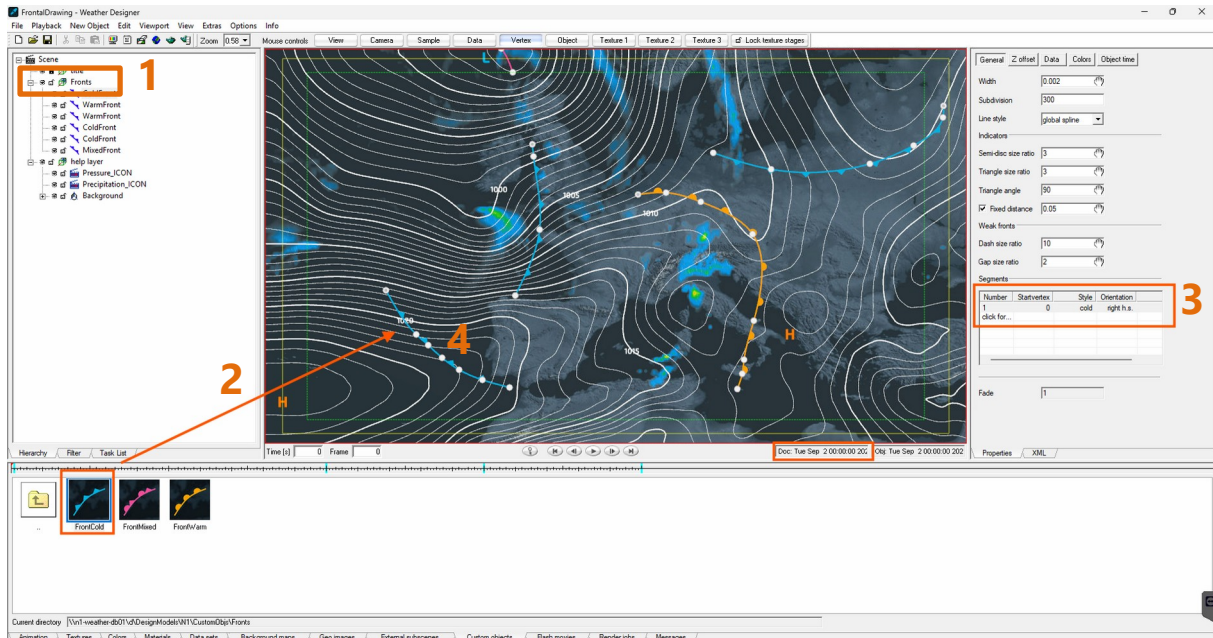 FrontalDrawing - Weather Designer
File Playback New Object Edit Viewport View Extras Options Info
Zoom 0.58 Mouse controls View Camera Sample Data Vertex Object Texture 1 Texture 2 Texture 3 Lock texture stages
Scene
title
Fronts
1
WarmFront
WarmFront
ColdFront
ColdFront
MixedFront
help layer
Pressure_ICON
Precipitation_ICON
Background
2
Hierarchy Filter Task List
L
1000
1005
1010
1020
4
1015
H
H
General Z offset Data Colors Object time
Width 0.002
Subdivision 300
Line style global spline
Indicators
Semi-disc size ratio 3
Triangle size ratio 3
Triangle angle 90
Fixed distance 0.05
Weak fronts
Dash size ratio 10
Gap size ratio 2
Segments
Number Startvertex Style Orientation
1 0 cold right h.s.
click for...
3
Fade 1
Time [s] 0 Frame 0 Doc: Tue Sep 2 00:00:00 202 Obj: Tue Sep 2 00:00:00 202
Properties XML
.. FrontCold FrontMixed FrontWarm
Current directory \\n1-weather-db01\d\DesignModels\N1\CustomObjs\Fronts
Animation Textures Colors Materials Data sets Background maps Geo images External subscenes Custom objects Flash movies Render jobs Messages